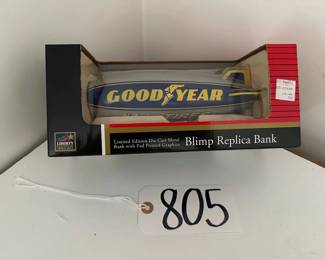 GOODYEAR
Limited Edition Die Cast Metal
Bank with Pad Printed Graphics
Blimp Replica Bank
LIBERTY
805